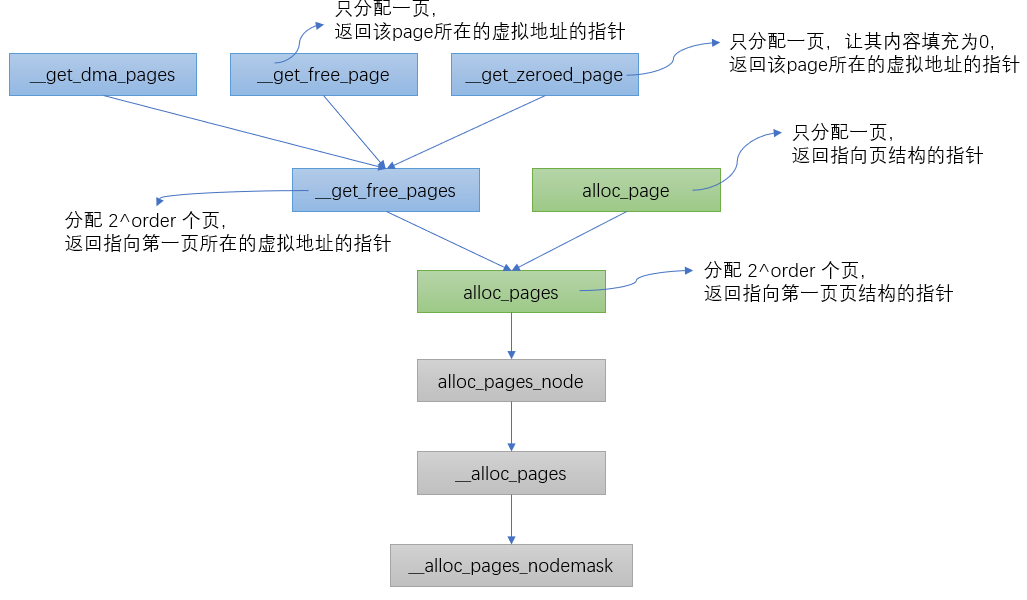 只分配一页，
返回该page所在的虚拟地址的指针
__get_dma_pages
__get_free_page
__get_zeroed_page
只分配一页，让其内容填充为0，
返回该page所在的虚拟地址的指针
只分配一页，
返回指向页结构的指针
__get_free_pages
alloc_page
分配 2^order 个页，
返回指向第一页所在的虚拟地址的指针
alloc_pages
分配 2^order 个页，
返回指向第一页页结构的指针
alloc_pages_node
__alloc_pages
__alloc_pages_nodemask